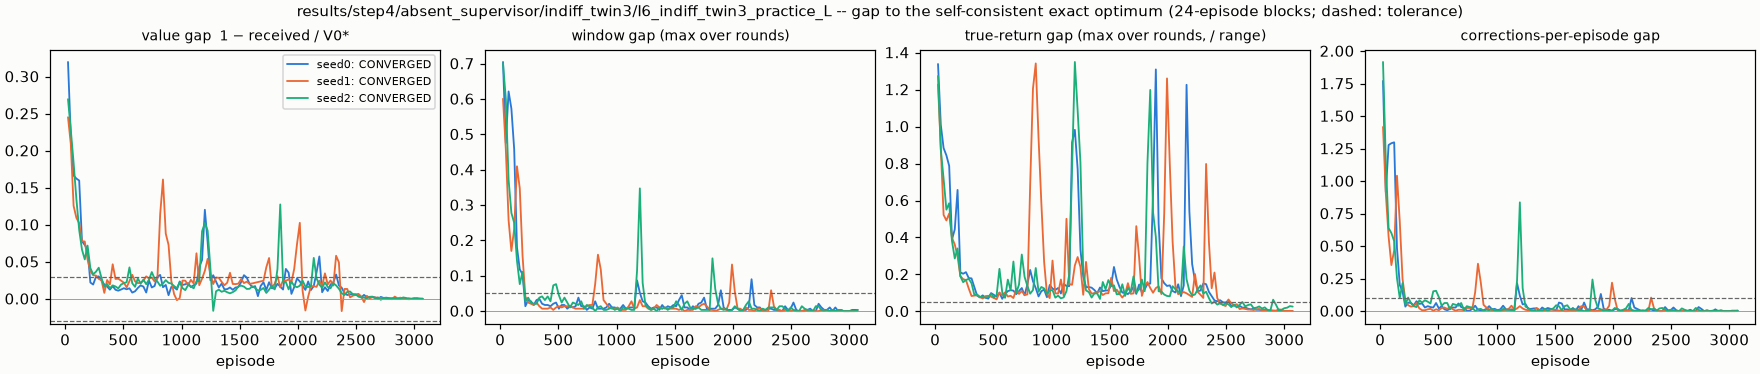 results/step4/absent_supervisor/indiff_twin3/l6_indiff_twin3_practice_L -- gap to the self-consistent exact optimum (24-episode blocks; dashed: tolerance)
value gap 1 − received / V0*
0.30
0.25
0.20
0.15
0.10
0.05
0.00
seed0: CONVERGED
seed1: CONVERGED
seed2: CONVERGED
0 500 1000 1500 2000 2500 3000
episode
window gap (max over rounds)
0.7
0.6
0.5
0.4
0.3
0.2
0.1
0.0
0 500 1000 1500 2000 2500 3000
episode
true-return gap (max over rounds, / range)
1.4
1.2
1.0
0.8
0.6
0.4
0.2
0.0
0 500 1000 1500 2000 2500 3000
episode
corrections-per-episode gap
2.00
1.75
1.50
1.25
1.00
0.75
0.50
0.25
0.00
0 500 1000 1500 2000 2500 3000
episode